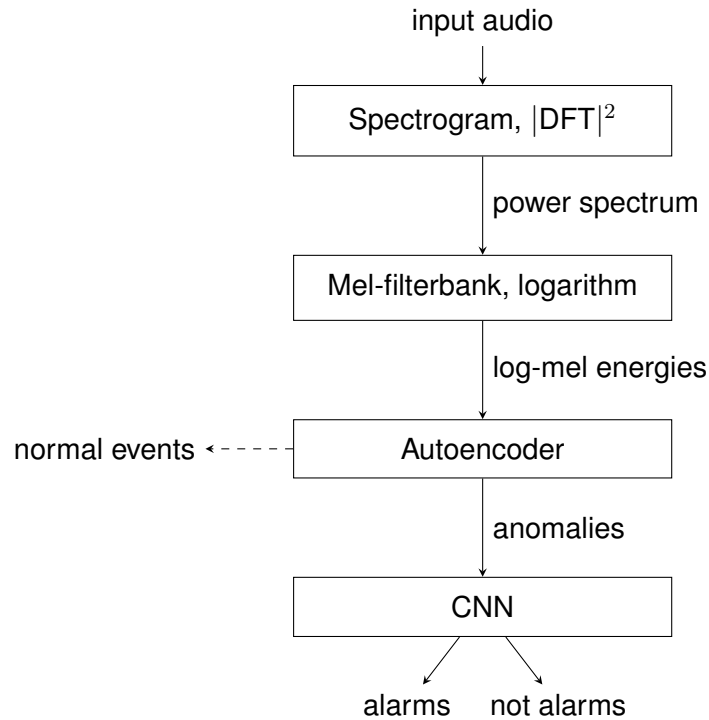 input audio
Spectrogram, |DFT|²
power spectrum
Mel-filterbank, logarithm
log-mel energies
normal events
Autoencoder
anomalies
CNN
alarms
not alarms